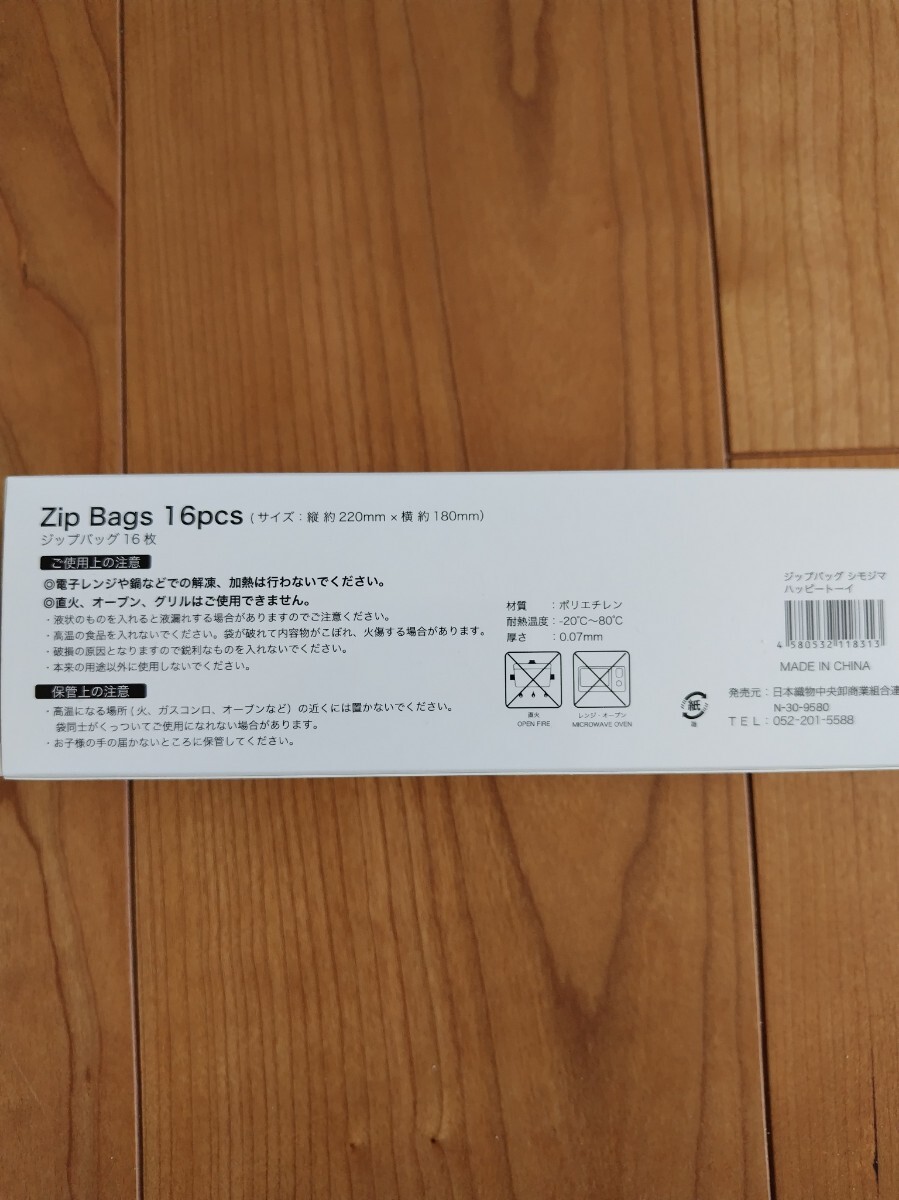 Zip Bags 16pcs (サイズ:縦 約220mm × 横 約180mm)
ジップバッグ 16 枚
ご使用上の注意
◎電子レンジや鍋などでの解凍、加熱は行わないでください。
◎直火、オーブン、グリルはご使用できません。
・液状のものを入れると液漏れする場合がありますのでご注意ください。
・高温の食品を入れないでください。袋が破れて内容物がこぼれ、火傷する場合があります。
・破損の原因となりますので鋭利なものを入れないでください。
・本来の用途以外に使用しないでください。
保管上の注意
・高温になる場所 (火、ガスコンロ、オーブンなど) の近くには置かないでください。
袋同士がくっついてご使用になれない場合があります。
・お子様の手の届かないところに保管してください。
材質 :ポリエチレン
耐熱温度:-20℃~80℃
厚さ :0.07mm
直火
OPEN FIRE
レンジ・オーブン
MICROWAVE OVEN
紙
箱
ジップバッグ シモジマ
ハッピートーイ
4 580532 118313
MADE IN CHINA
発売元:日本織物中央卸商業組合連
N-30-9580
TEL:052-201-5588